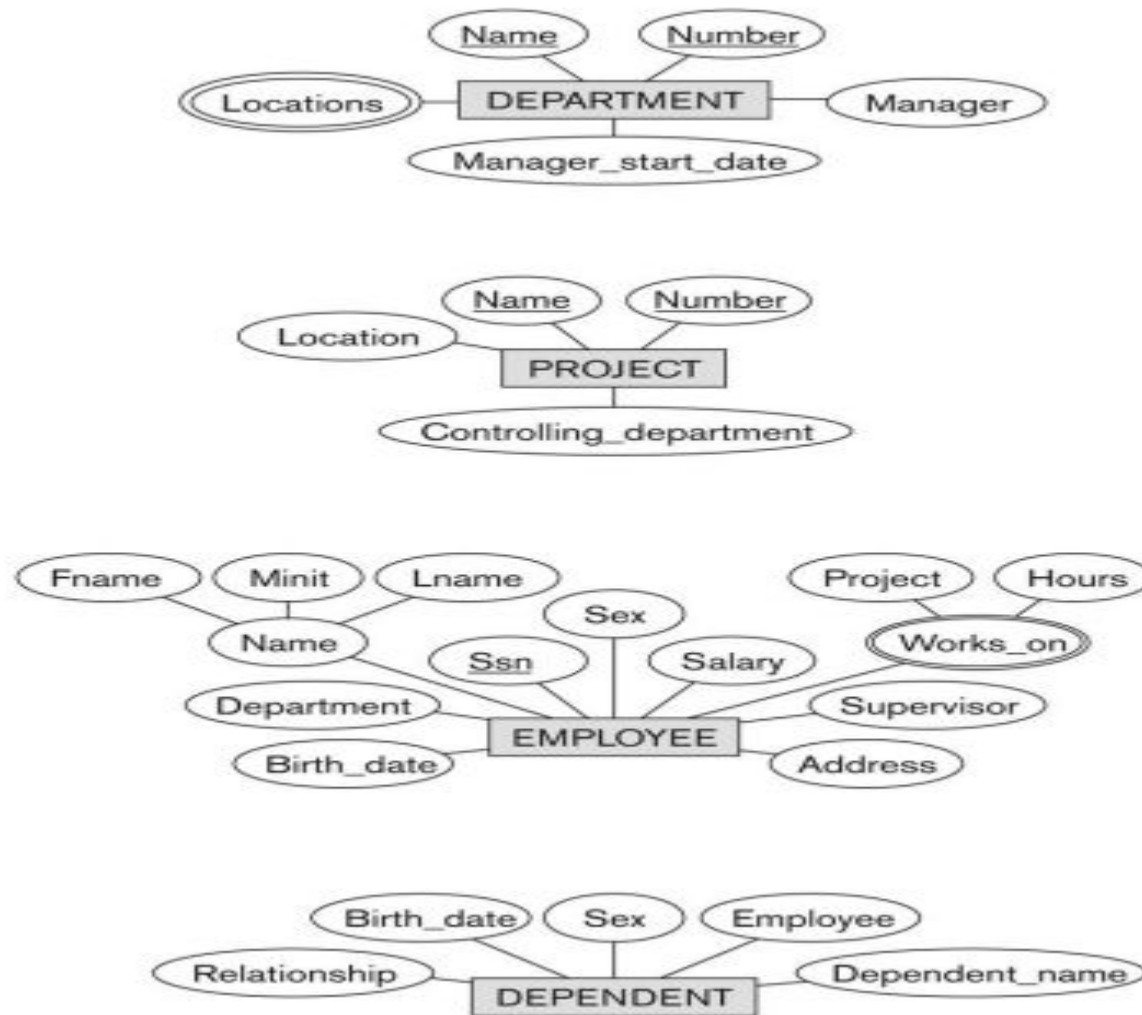 Name Number
Locations DEPARTMENT Manager
Manager_start_date
Name Number
Location
PROJECT
Controlling_department
Fname Minit Lname Project Hours
Sex
Name Works_on
Ssn Salary
Department Supervisor
EMPLOYEE
Birth_date Address
Birth_date Sex Employee
Relationship Dependent_name
DEPENDENT